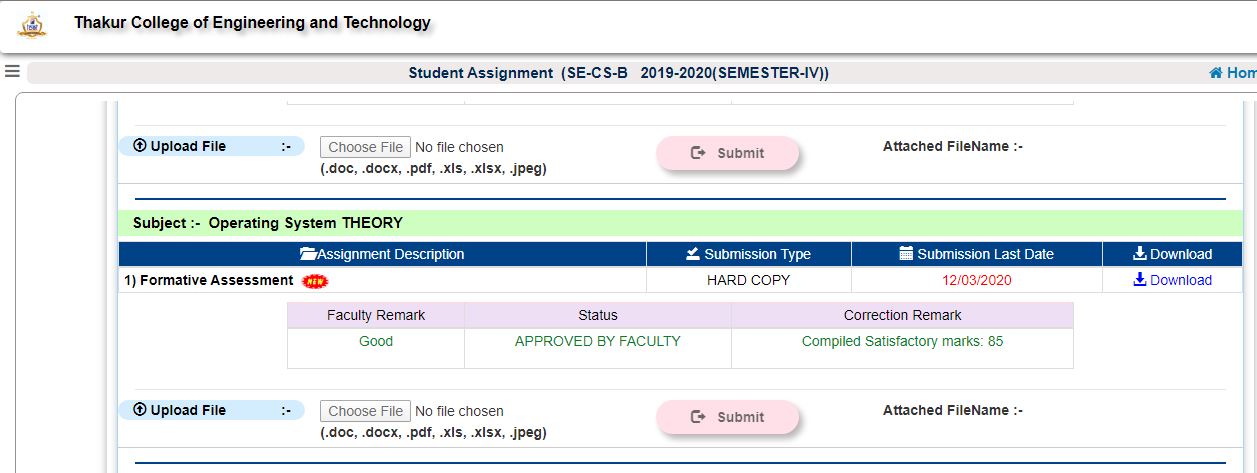 Thakur College of Engineering and Technology
Student Assignment (SE-CS-B 2019-2020(SEMESTER-IV))
Upload File :- Choose File No file chosen Submit Attached FileName :-
(.doc, .docx, .pdf, .xls, .xlsx, .jpeg)
Subject :- Operating System THEORY
Assignment Description Submission Type Submission Last Date Download
1) Formative Assessment NEW HARD COPY 12/03/2020 Download
Faculty Remark Status Correction Remark
Good APPROVED BY FACULTY Compiled Satisfactory marks: 85
Upload File :- Choose File No file chosen Submit Attached FileName :-
(.doc, .docx, .pdf, .xls, .xlsx, .jpeg)